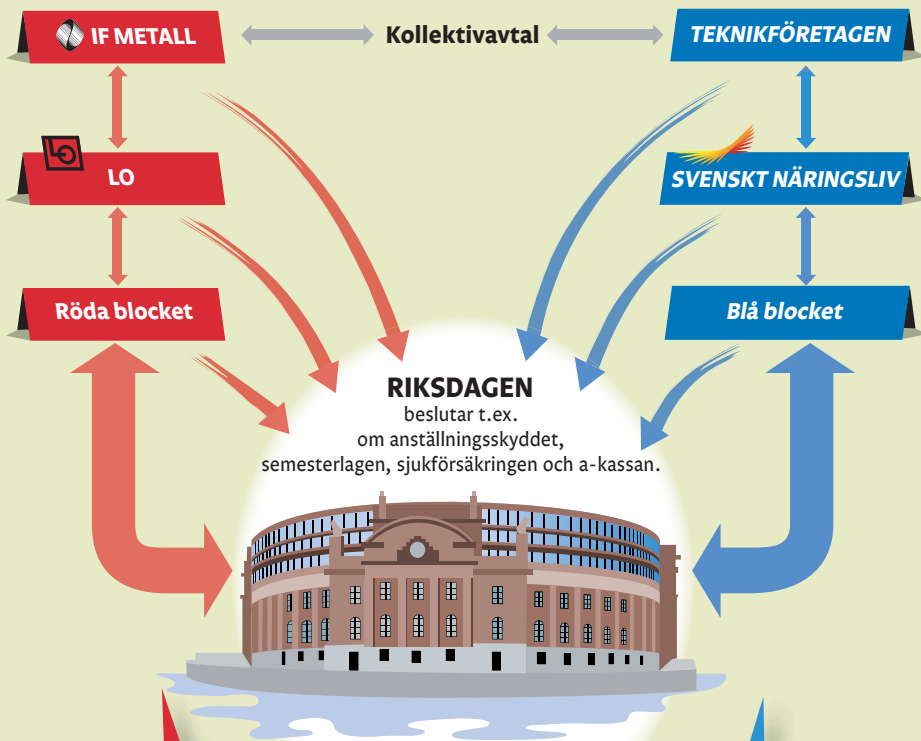 IF METALL
Kollektivavtal
TEKNIKFÖRETAGEN
LO
LO
SVENSKT NÄRINGSLIV
Röda blocket
Blå blocket
RIKSDAGEN
beslutar t.ex.
om anställningsskyddet,
semesterlagen, sjukförsäkringen och a-kassan.